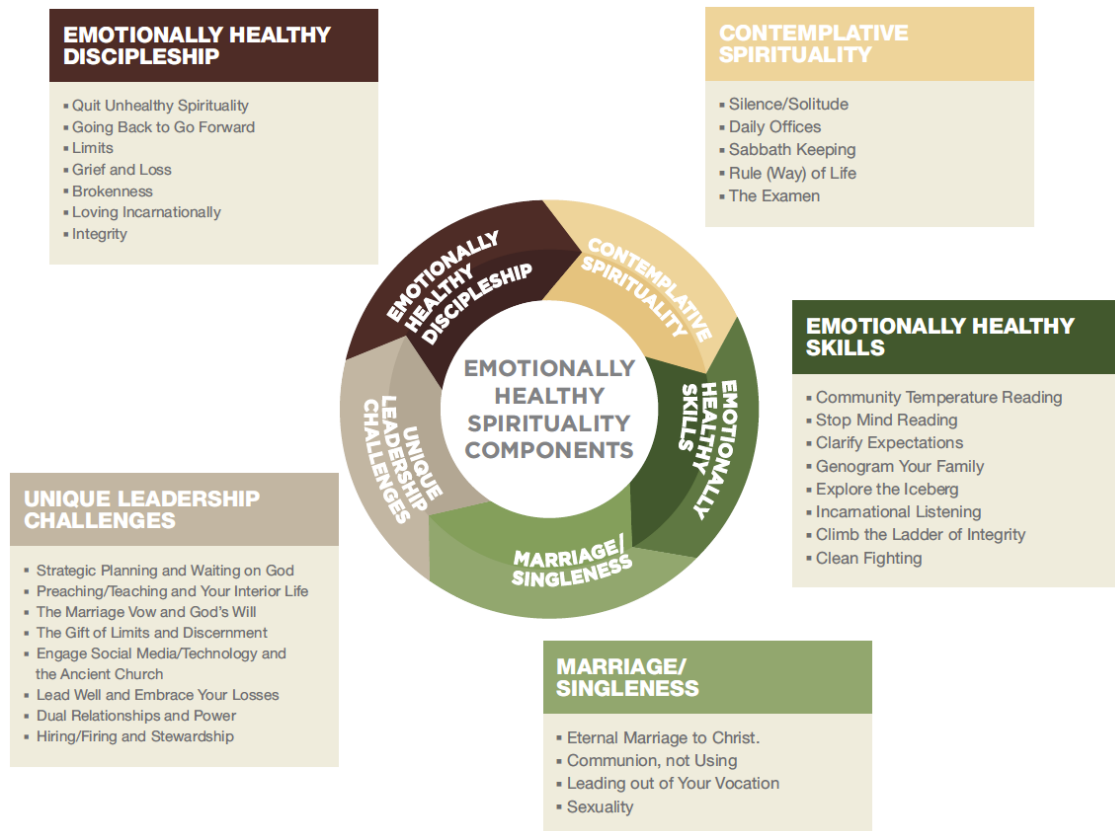 EMOTIONALLY HEALTHY
DISCIPLESHIP
▪ Quit Unhealthy Spirituality
▪ Going Back to Go Forward
▪ Limits
▪ Grief and Loss
▪ Brokenness
▪ Loving Incarnationally
▪ Integrity
CONTEMPLATIVE
SPIRITUALITY
▪ Silence/Solitude
▪ Daily Offices
▪ Sabbath Keeping
▪ Rule (Way) of Life
▪ The Examen
EMOTIONALLY
HEALTHY
DISCIPLESHIP
CONTEMPLATIVE
SPIRITUALITY
EMOTIONALLY
HEALTHY
SKILLS
MARRIAGE/
SINGLENESS
UNIQUE
LEADERSHIP
CHALLENGES
EMOTIONALLY
HEALTHY
SPIRITUALITY
COMPONENTS
EMOTIONALLY HEALTHY
SKILLS
▪ Community Temperature Reading
▪ Stop Mind Reading
▪ Clarify Expectations
▪ Genogram Your Family
▪ Explore the Iceberg
▪ Incarnational Listening
▪ Climb the Ladder of Integrity
▪ Clean Fighting
UNIQUE LEADERSHIP
CHALLENGES
▪ Strategic Planning and Waiting on God
▪ Preaching/Teaching and Your Interior Life
▪ The Marriage Vow and God's Will
▪ The Gift of Limits and Discernment
▪ Engage Social Media/Technology and
the Ancient Church
▪ Lead Well and Embrace Your Losses
▪ Dual Relationships and Power
▪ Hiring/Firing and Stewardship
MARRIAGE/
SINGLENESS
▪ Eternal Marriage to Christ.
▪ Communion, not Using
▪ Leading out of Your Vocation
▪ Sexuality